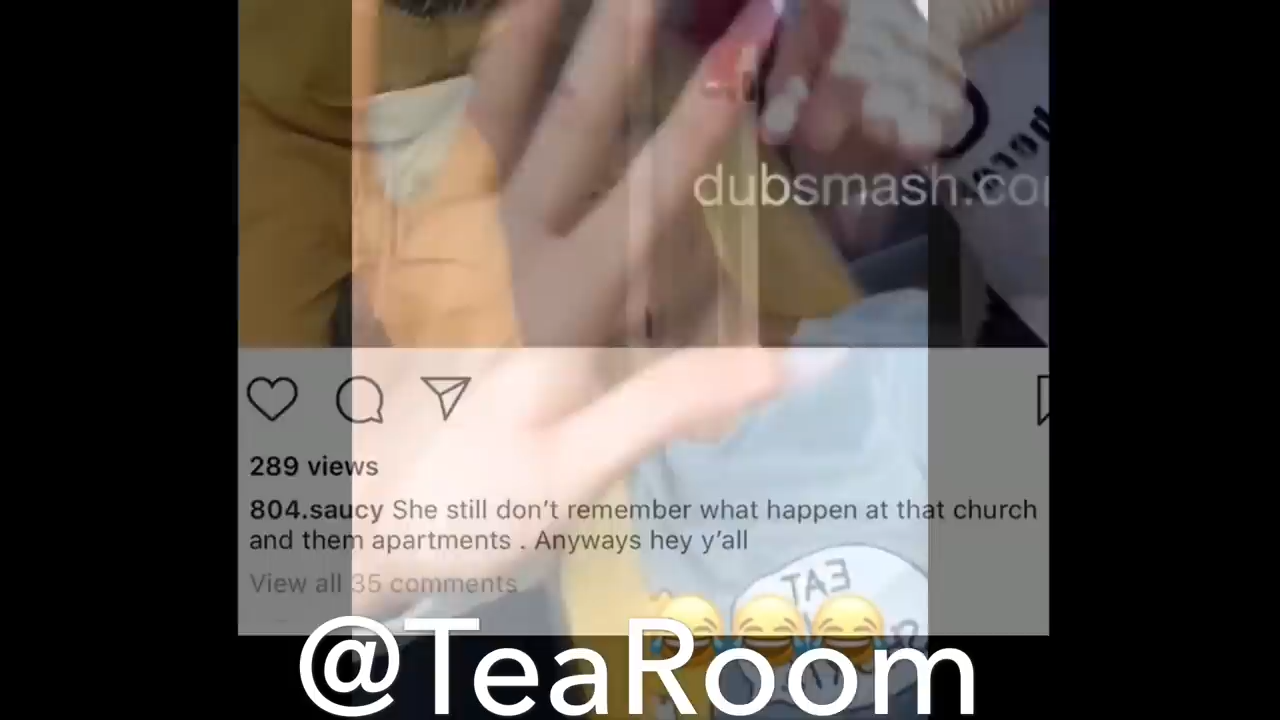 dubsmash.co
289 views
804.saucy She still don’t remember what happen at that church
and them apartments . Anyways hey y’all
View all 35 comments
EAT
😂😂😂
@TeaRoom